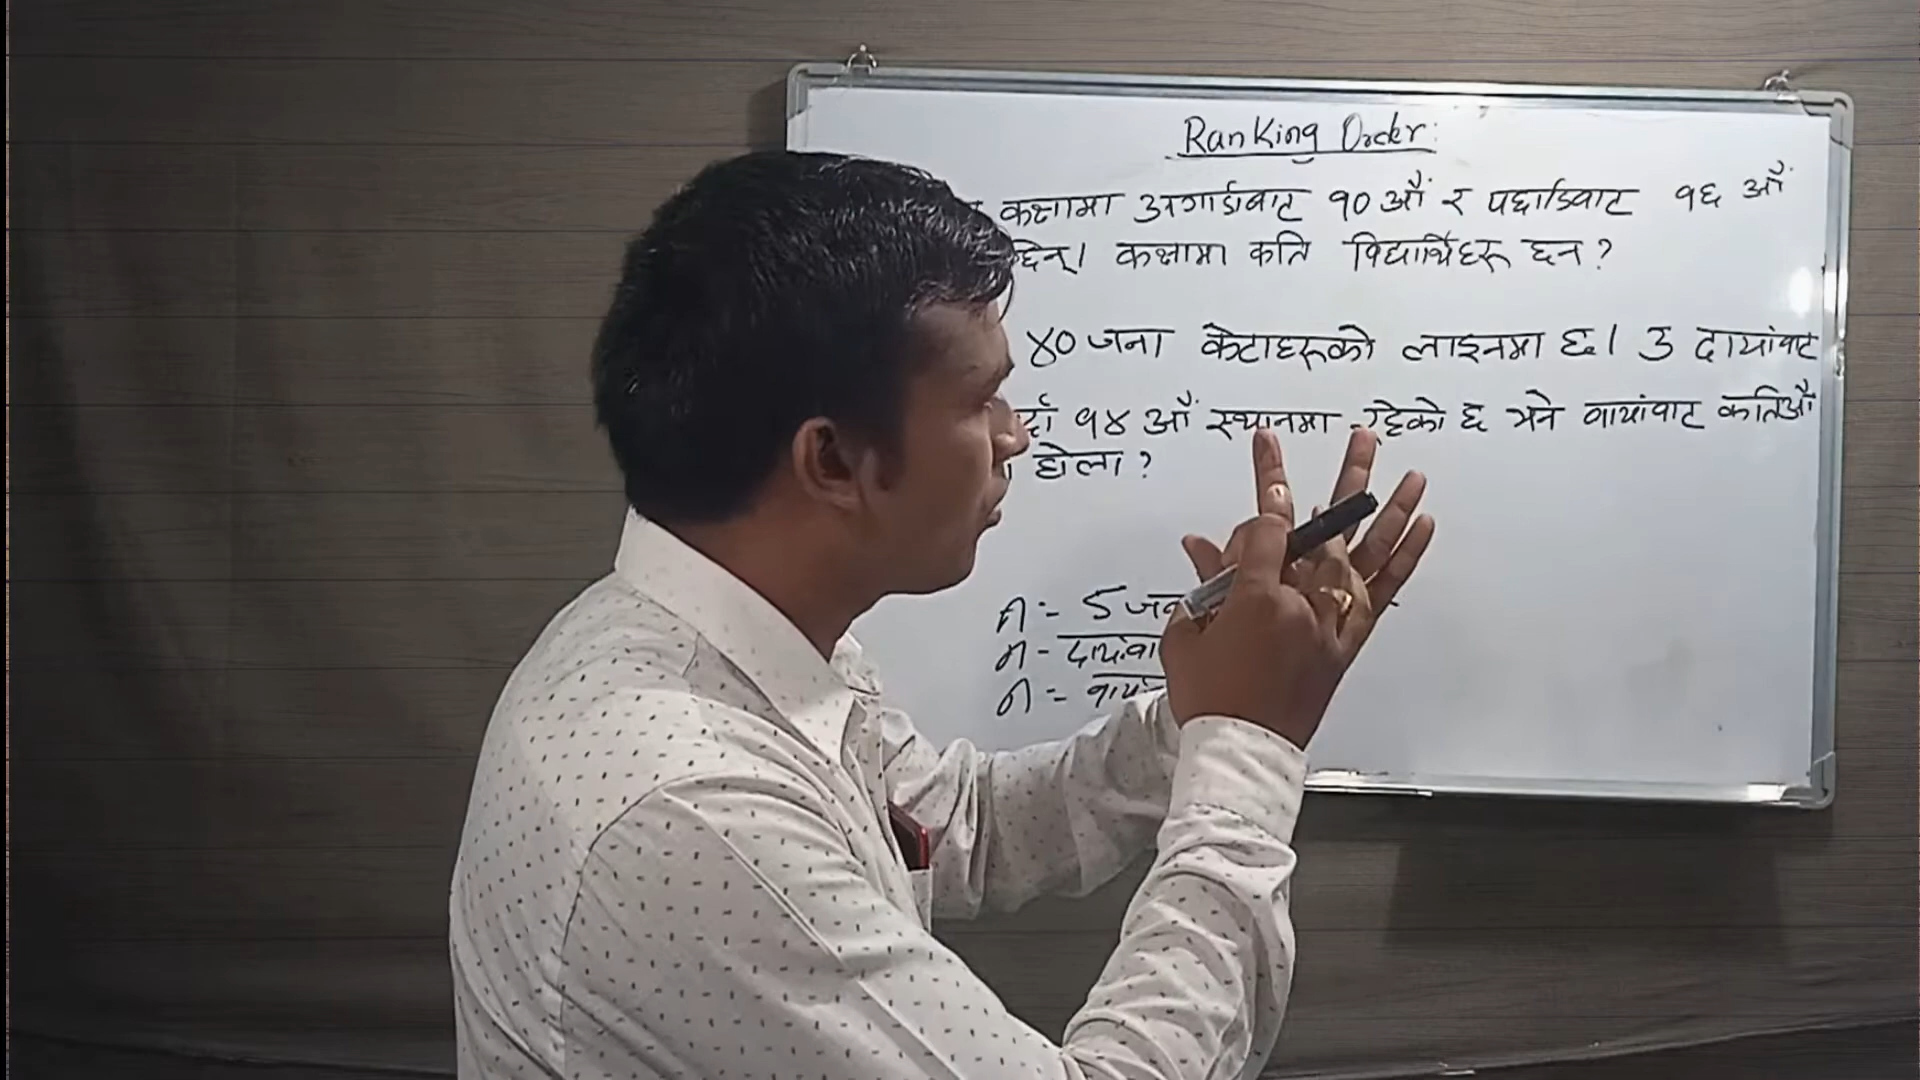 Ranking Order:
कक्षामा अगाडिबाट १० औं र पछाडिबाट १६ औं
छिन्। कक्षामा कति विद्यार्थिहरू छन ?
४० जना केटाहरूको लाइनमा छ। उ दायांबाट
१४ औं स्थानमा रहेको छ भने बायांबाट कतिऔं
होला ?
n :- 5 जना
n - दायांबा
n :- बायां